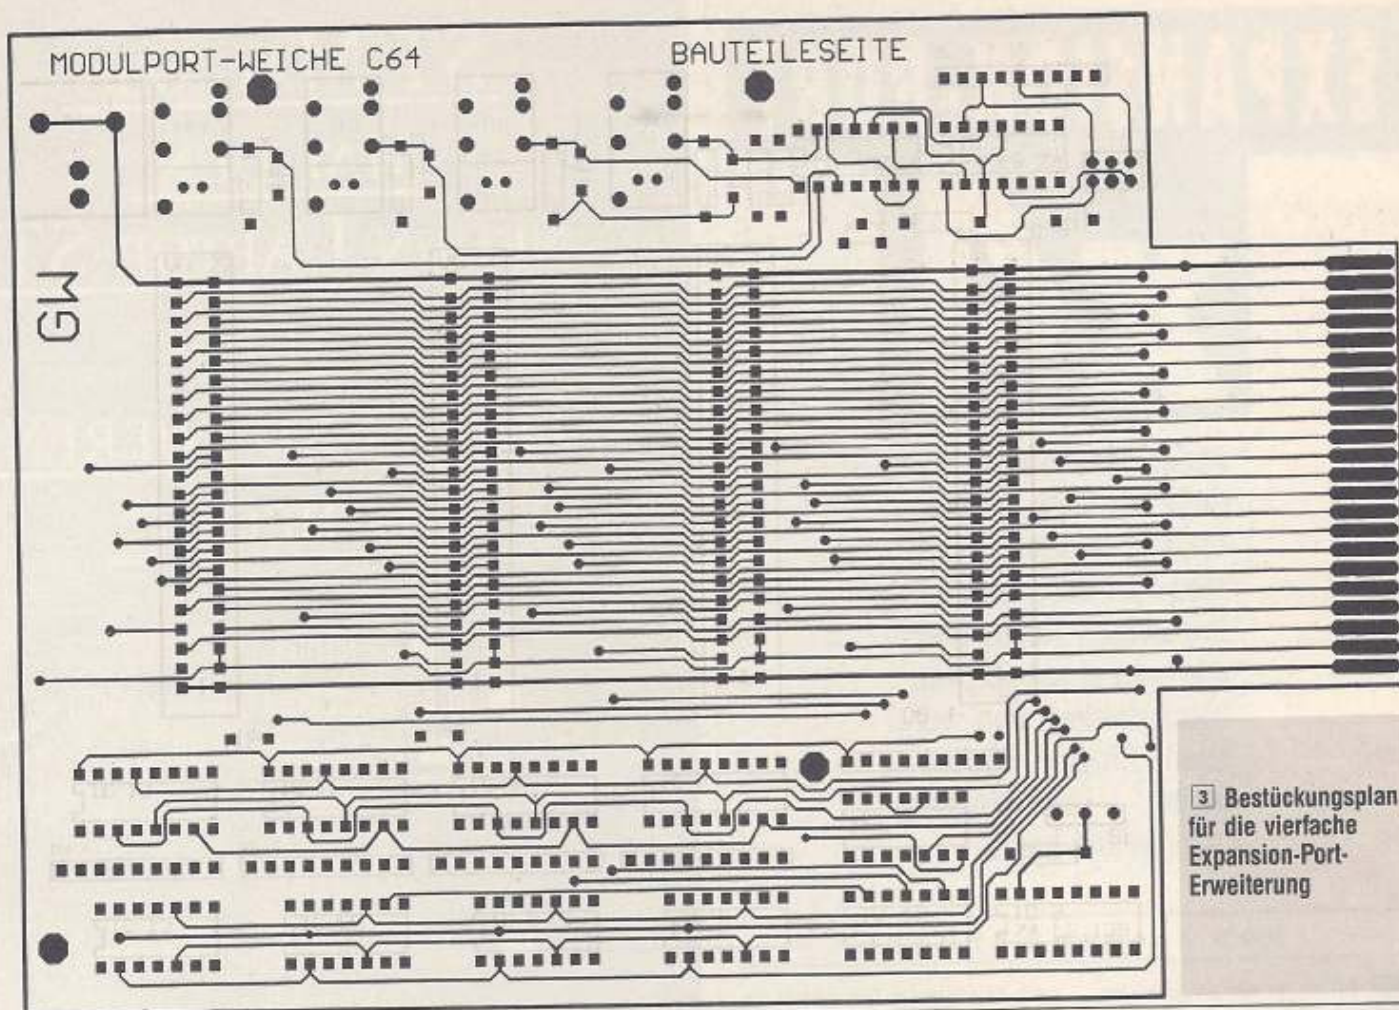 MODULPORT-WEICHE C64
BAUTEILESEITE
GW
3 Bestückungsplan
für die vierfache
Expansion-Port-
Erweiterung